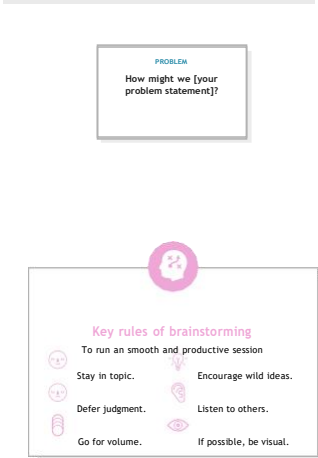 PROBLEM
How might we [your
problem statement]?
Key rules of brainstorming
To run an smooth and productive session
Stay in topic.
Encourage wild ideas.
Defer judgment.
Listen to others.
Go for volume.
If possible, be visual.